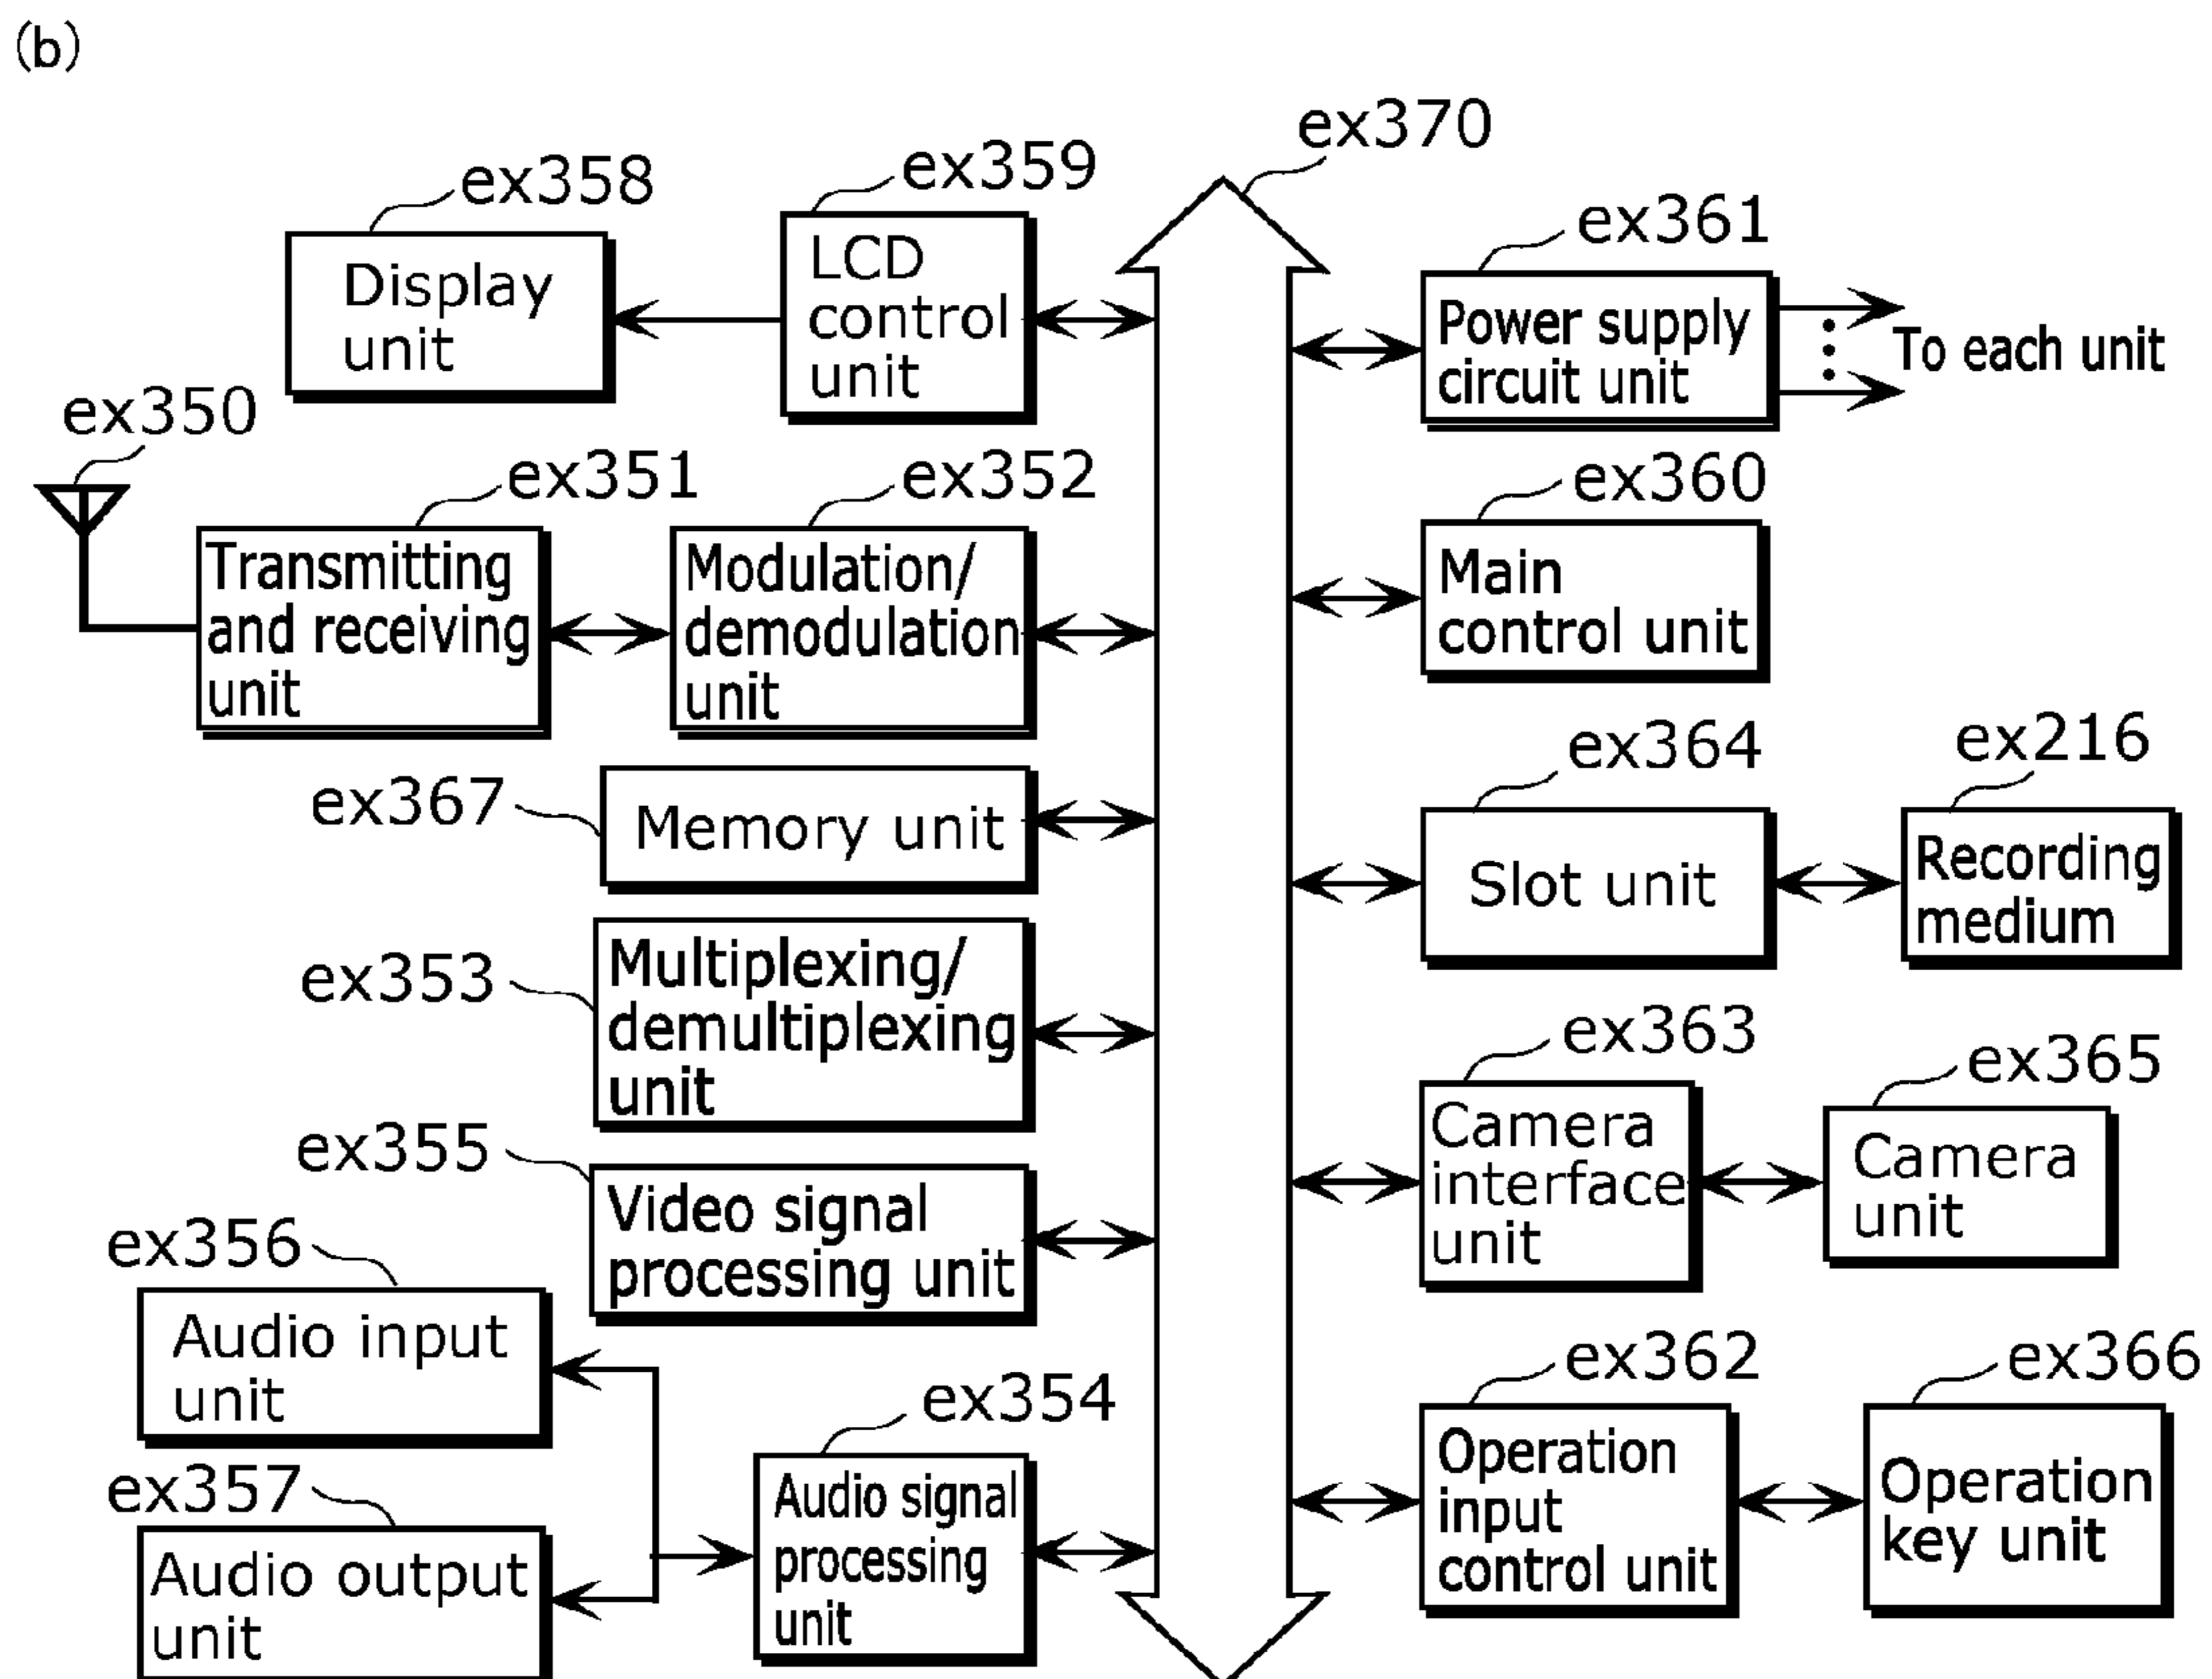 (b)
ex370
ex358
ex359
Display
unit
LCD
control
unit
ex361
Power supply
circuit unit
To each unit
ex350
ex351
ex352
Transmitting
and receiving
unit
Modulation/
demodulation
unit
ex360
Main
control unit
ex367
Memory unit
ex364
ex216
Slot unit
Recording
medium
ex353
Multiplexing/
demultiplexing
unit
ex363
ex365
Camera
interface
unit
Camera
unit
ex355
Video signal
processing unit
ex356
Audio input
unit
ex357
Audio output
unit
ex354
Audio signal
processing
unit
ex362
ex366
Operation
input
control unit
Operation
key unit